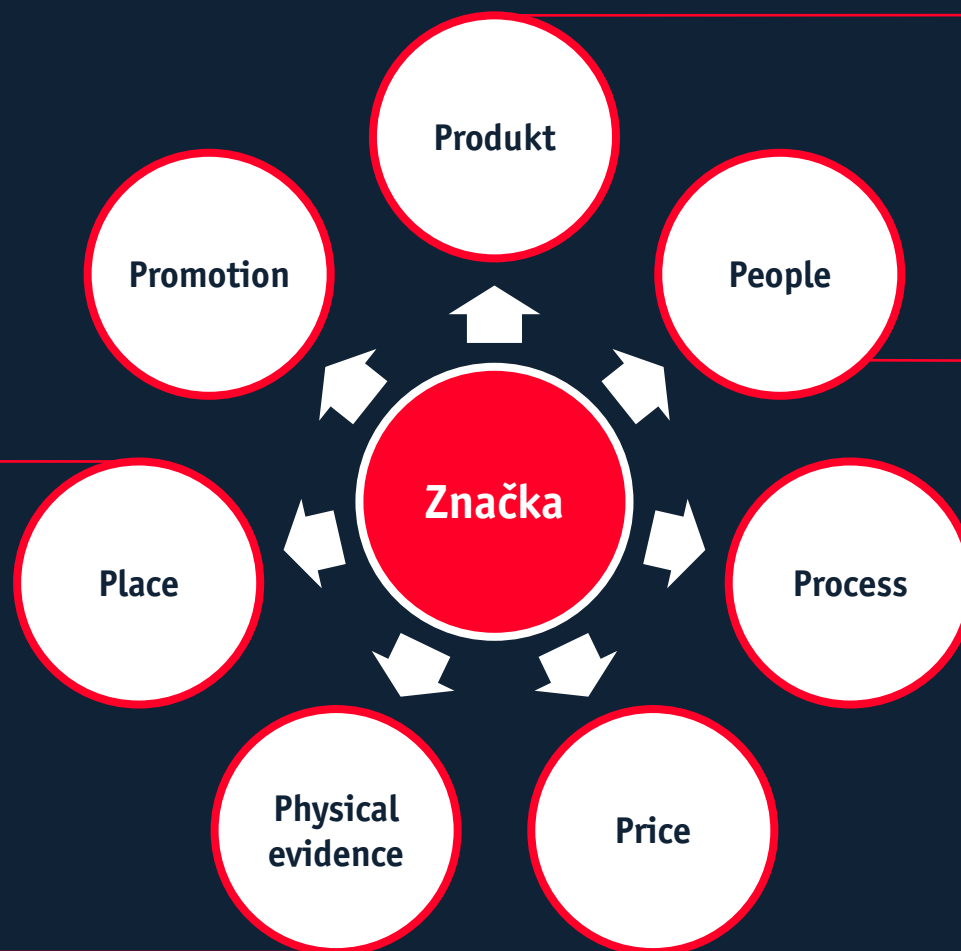 Produkt
Promotion
People
Značka
Place
Process
Physical
evidence
Price